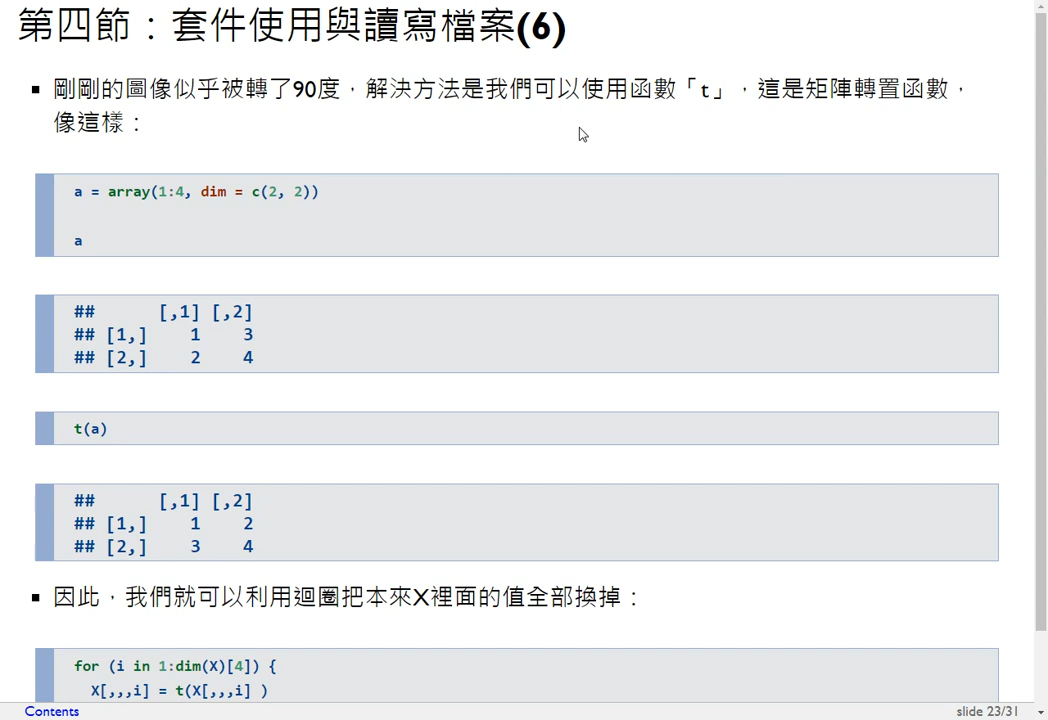 第四節：套件使用與讀寫檔案(6)
剛剛的圖像似乎被轉了90度，解決方法是我們可以使用函數「t」，這是矩陣轉置函數，
像這樣：
a = array(1:4, dim = c(2, 2))
a
##      [,1] [,2]
## [1,]    1    3
## [2,]    2    4
t(a)
##      [,1] [,2]
## [1,]    1    2
## [2,]    3    4
因此，我們就可以利用迴圈把本來X裡面的值全部換掉：
for (i in 1:dim(X)[4]) {
  X[,,,i] = t(X[,,,i] )
Contents
slide 23/31